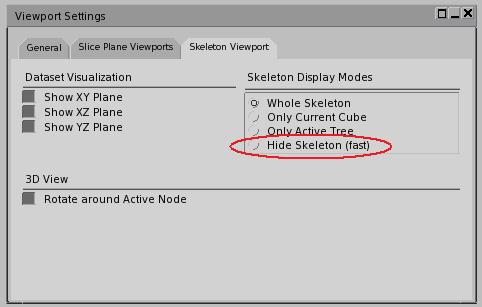 Viewport Settings
General
Slice Plane Viewports
Skeleton Viewport
Dataset Visualization
Show XY Plane
Show XZ Plane
Show YZ Plane
Skeleton Display Modes
Whole Skeleton
Only Current Cube
Only Active Tree
Hide Skeleton (fast)
3D View
Rotate around Active Node